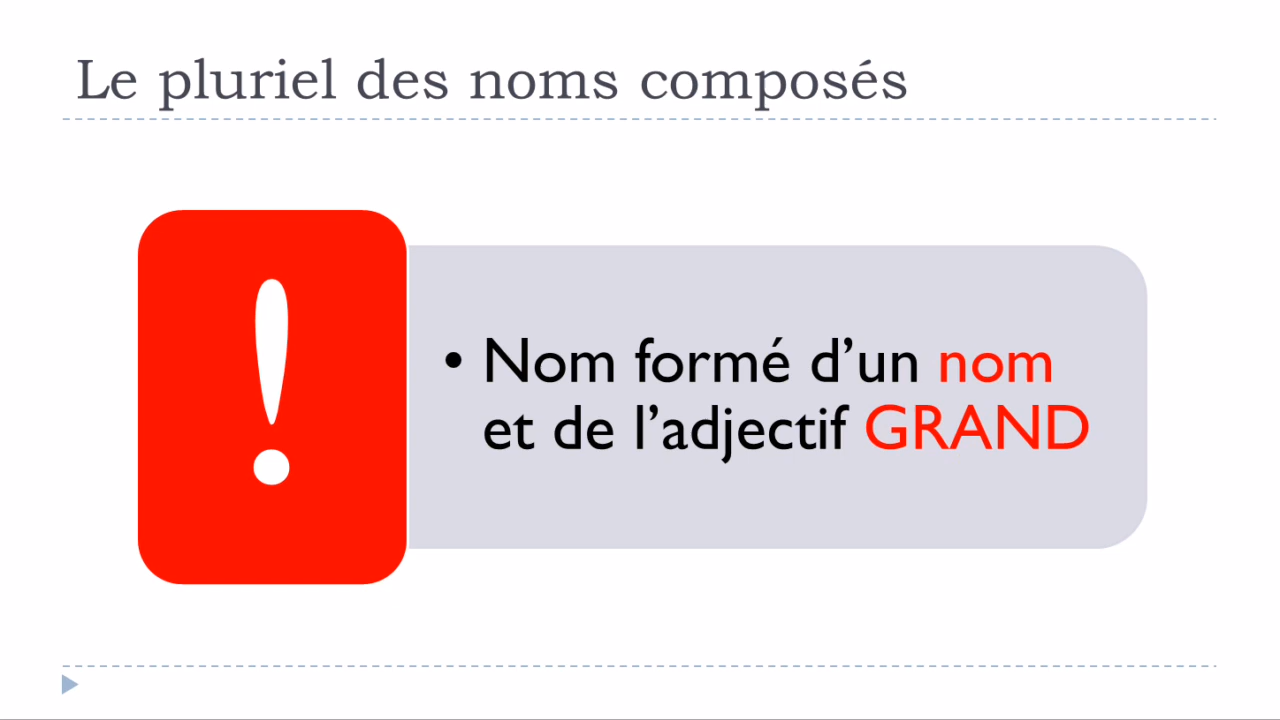 Le pluriel des noms composés
!
• Nom formé d’un nom
et de l’adjectif GRAND